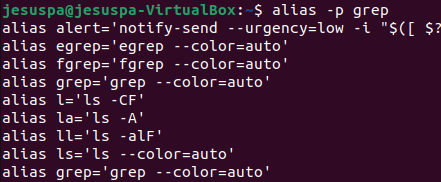 jesuspa@jesuspa-VirtualBox:~$ alias -p grep
alias alert='notify-send --urgency=low -i "$([ $?
alias egrep='egrep --color=auto'
alias fgrep='fgrep --color=auto'
alias grep='grep --color=auto'
alias l='ls -CF'
alias la='ls -A'
alias ll='ls -alF'
alias ls='ls --color=auto'
alias grep='grep --color=auto'